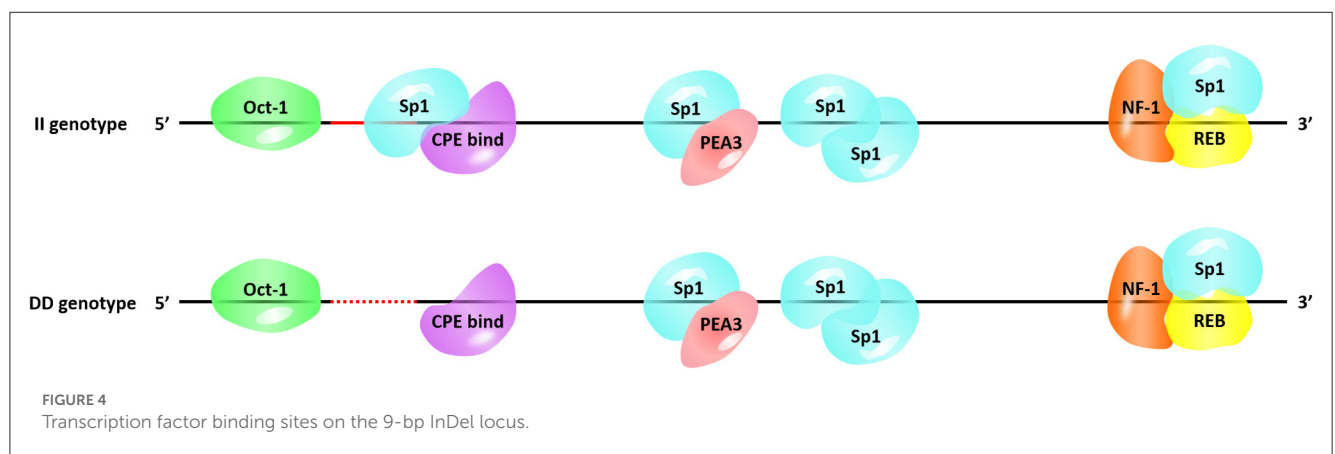 II genotype 5’ Oct-1 Sp1 CPE bind Sp1 PEA3 Sp1 Sp1 NF-1 Sp1 REB 3’
DD genotype 5’ Oct-1 CPE bind Sp1 PEA3 Sp1 Sp1 NF-1 Sp1 REB 3’
FIGURE 4
Transcription factor binding sites on the 9-bp InDel locus.